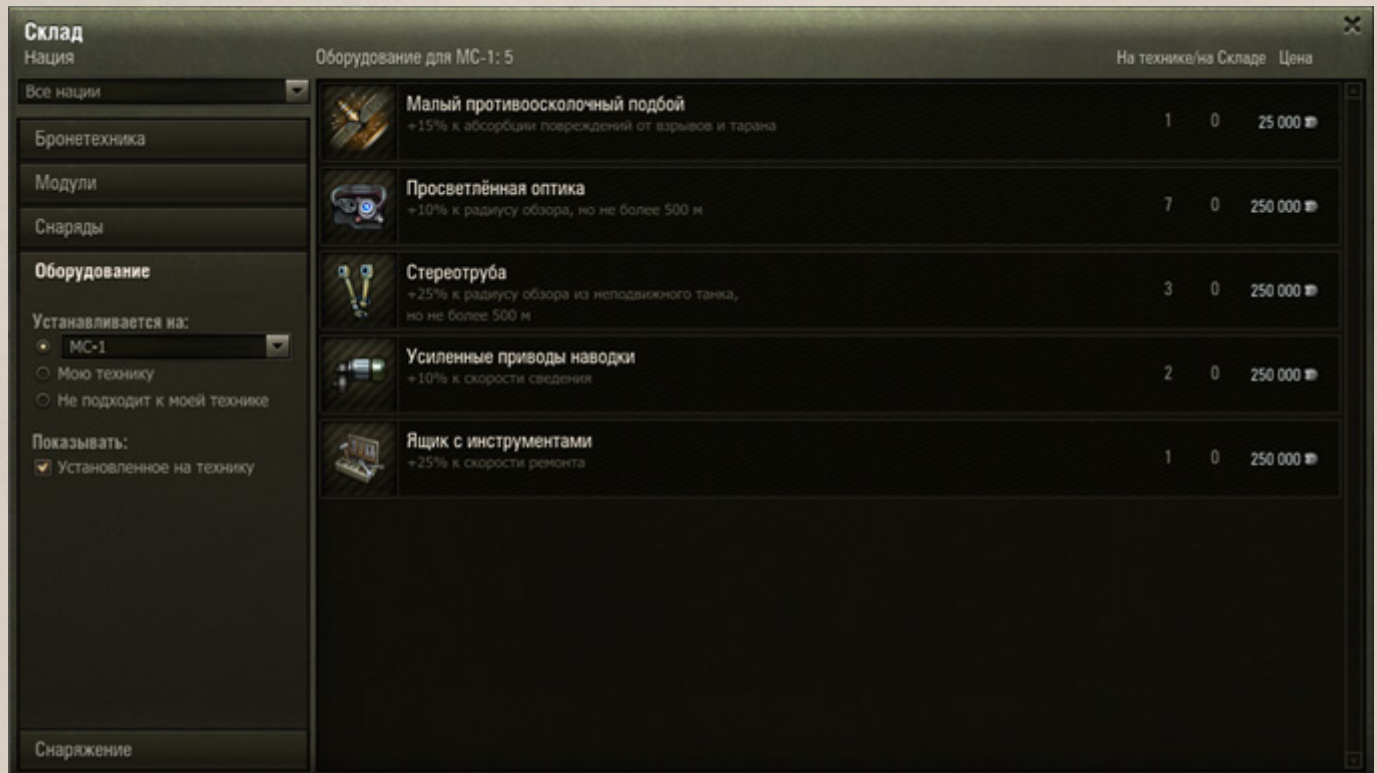 Склад
Нация
Оборудование для МС-1: 5
На технике/на Складе Цена
Все нации
Бронетехника
Модули
Снаряды
Оборудование
Устанавливается на:
МС-1
Мою технику
Не подходит к моей технике
Показывать:
Установленное на технику
Снаряжение
Малый противоосколочный подбой
+15% к абсорбции повреждений от взрывов и тарана
1 0 25 000
Просветлённая оптика
+10% к радиусу обзора, но не более 500 м
7 0 250 000
Стереотруба
+25% к радиусу обзора из неподвижного танка,
но не более 500 м
3 0 250 000
Усиленные приводы наводки
+10% к скорости сведения
2 0 250 000
Ящик с инструментами
+25% к скорости ремонта
1 0 250 000